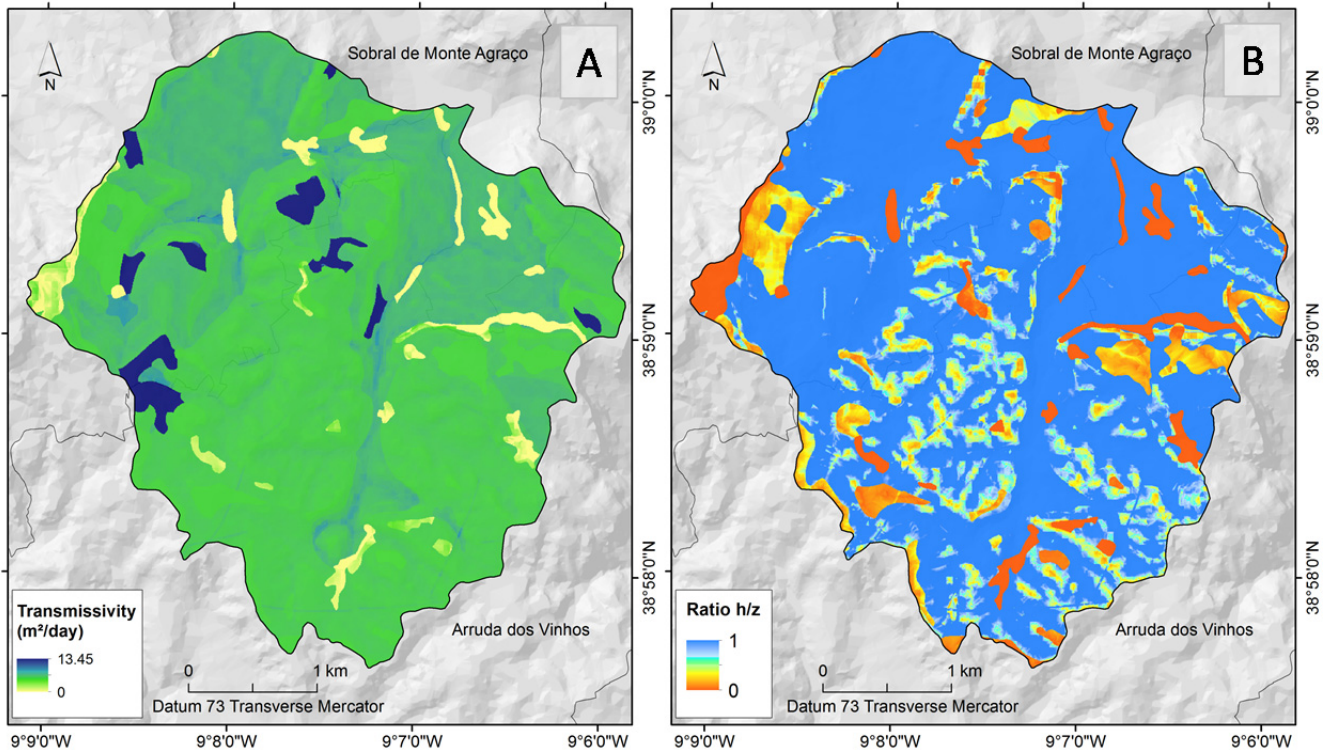 A
Sobral de Monte Agraço
N
39°0'0"N
38°59'0"N
38°58'0"N
Transmissivity
(m²/day)
13.45
0
Arruda dos Vinhos
0
1 km
Datum 73 Transverse Mercator
9°9'0"W
9°8'0"W
9°7'0"W
9°6'0"W
B
Sobral de Monte Agraço
N
39°0'0"N
38°59'0"N
38°58'0"N
Ratio h/z
1
0
Arruda dos Vinhos
0
1 km
Datum 73 Transverse Mercator
9°9'0"W
9°8'0"W
9°7'0"W
9°6'0"W